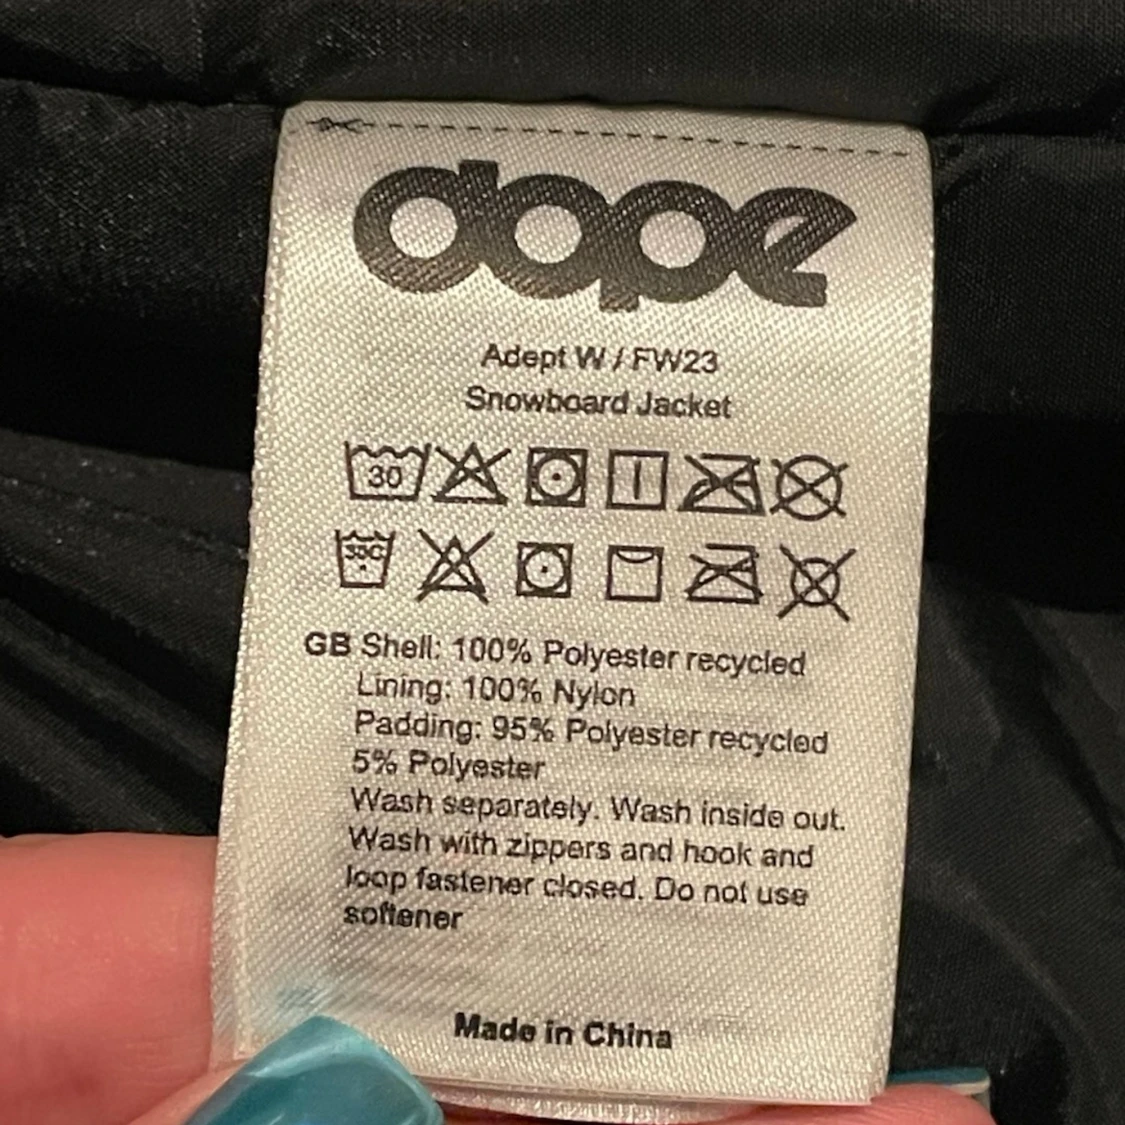 dope
Adept W / FW23
Snowboard Jacket
30
30C
GB Shell: 100% Polyester recycled
Lining: 100% Nylon
Padding: 95% Polyester recycled
5% Polyester
Wash separately. Wash inside out.
Wash with zippers and hook and
loop fastener closed. Do not use
softener
Made in China